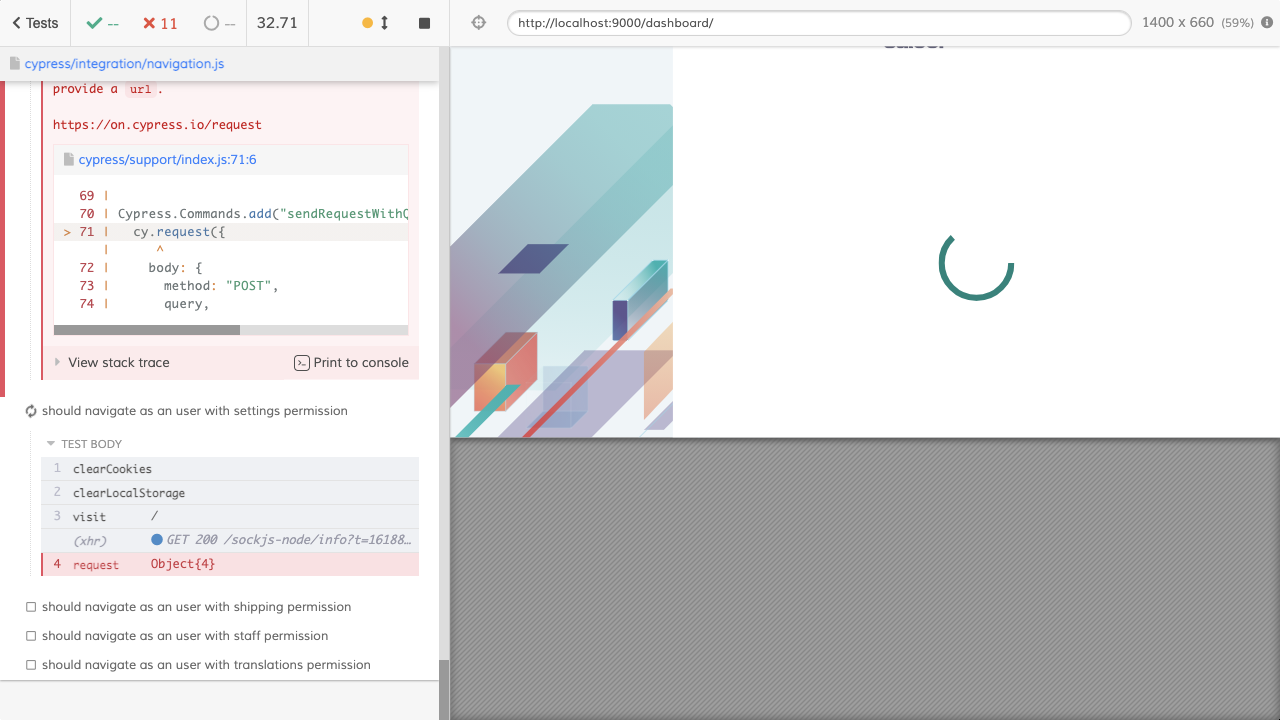 Tests
--
11
--
32.71
http://localhost:9000/dashboard/
1400 x 660 (59%)
cypress/integration/navigation.js
provide a url.
https://on.cypress.io/request
cypress/support/index.js:71:6
69 |
70 | Cypress.Commands.add("sendRequestWithQ
> 71 | cy.request({
| ^
72 | body: {
73 | method: "POST",
74 | query,
View stack trace
Print to console
should navigate as an user with settings permission
TEST BODY
1 clearCookies
2 clearLocalStorage
3 visit /
(xhr) GET 200 /sockjs-node/info?t=16188…
4 request Object{4}
should navigate as an user with shipping permission
should navigate as an user with staff permission
should navigate as an user with translations permission